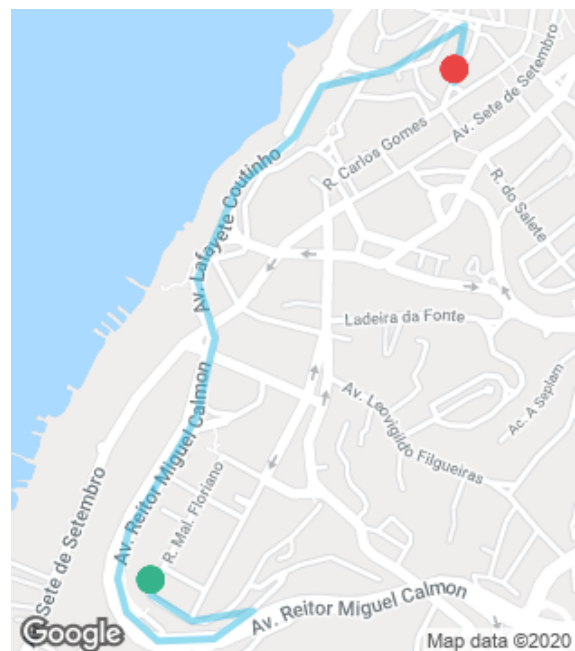 R. Carlos Gomes
Av. Sete de Setembro
R. do Salete
Av. Lafayete Coutinho
Ladeira da Fonte
Av. Leovigildo Filgueiras
Ac. A Seplam
Av. Reitor Miguel Calmon
R. Mal. Floriano
Sete de Setembro
Av. Reitor Miguel Calmon
Google
Map data ©2020